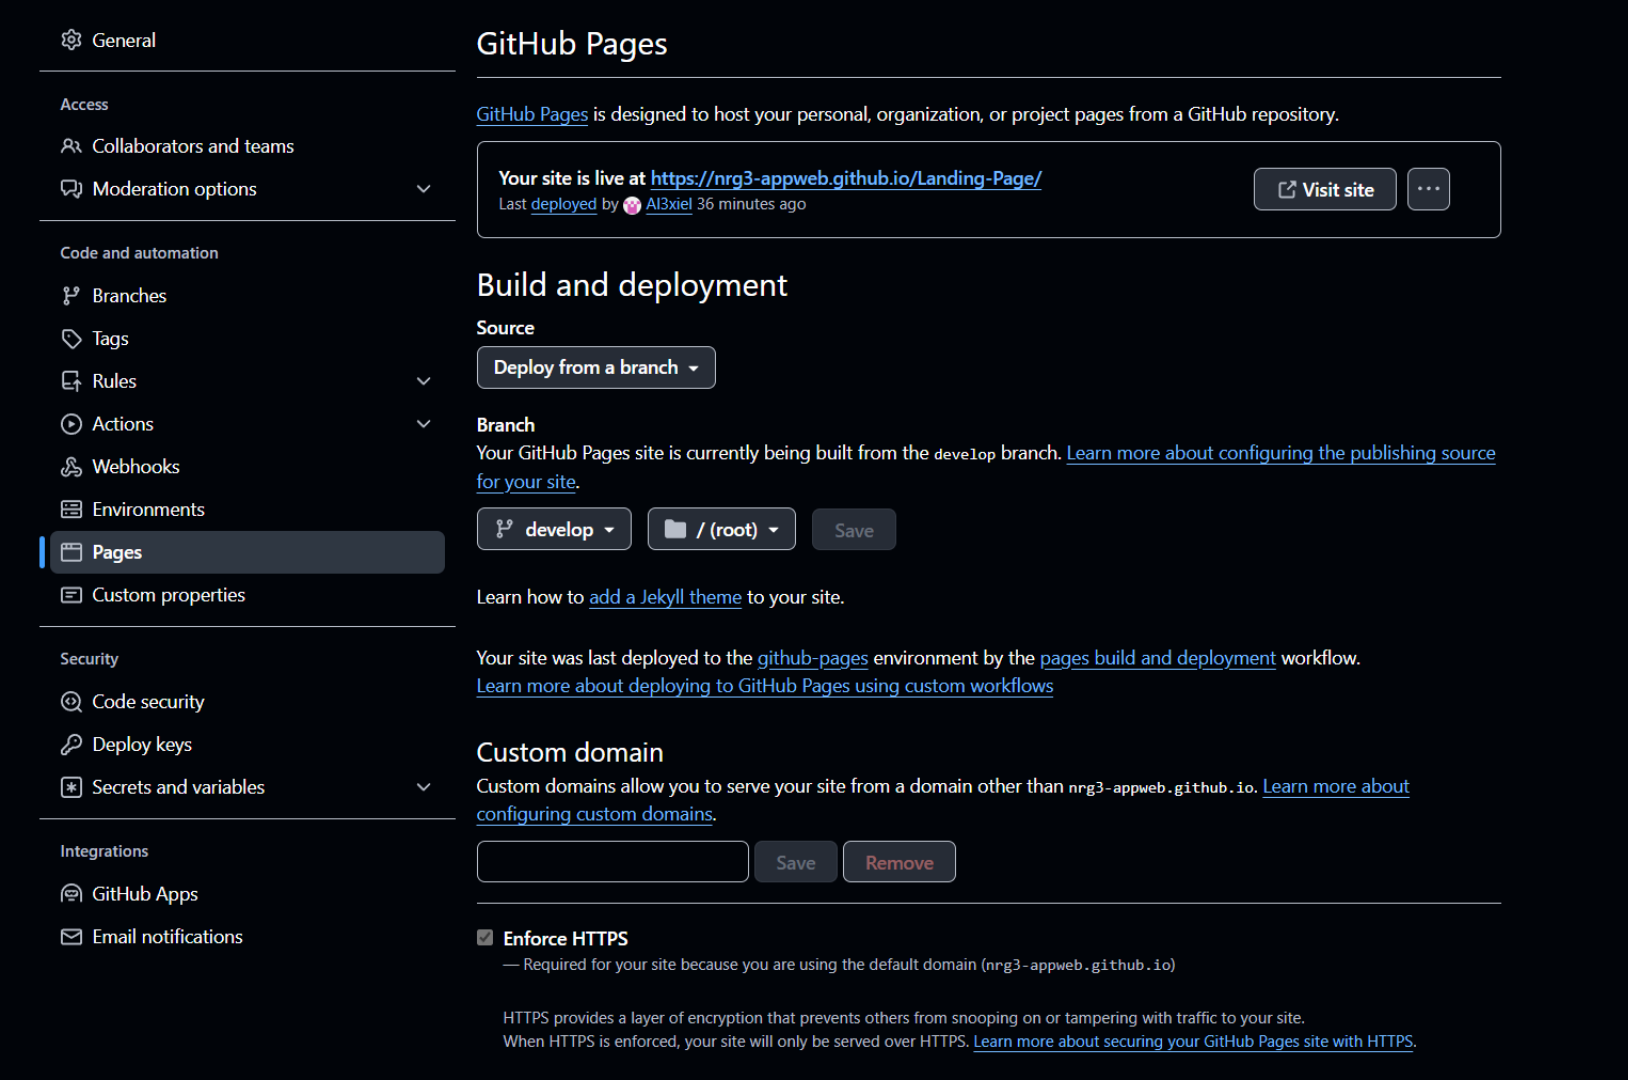 General
Access
Collaborators and teams
Moderation options
Code and automation
Branches
Tags
Rules
Actions
Webhooks
Environments
Pages
Custom properties
Security
Code security
Deploy keys
Secrets and variables
Integrations
GitHub Apps
Email notifications
GitHub Pages
GitHub Pages is designed to host your personal, organization, or project pages from a GitHub repository.
Your site is live at https://nrg3-appweb.github.io/Landing-Page/
Last deployed by Al3xiel 36 minutes ago
Visit site
Build and deployment
Source
Deploy from a branch
Branch
Your GitHub Pages site is currently being built from the develop branch. Learn more about configuring the publishing source
for your site.
develop
/ (root)
Save
Learn how to add a Jekyll theme to your site.
Your site was last deployed to the github-pages environment by the pages build and deployment workflow.
Learn more about deploying to GitHub Pages using custom workflows
Custom domain
Custom domains allow you to serve your site from a domain other than nrg3-appweb.github.io. Learn more about
configuring custom domains.
Save
Remove
Enforce HTTPS
— Required for your site because you are using the default domain (nrg3-appweb.github.io)
HTTPS provides a layer of encryption that prevents others from snooping on or tampering with traffic to your site.
When HTTPS is enforced, your site will only be served over HTTPS. Learn more about securing your GitHub Pages site with HTTPS.